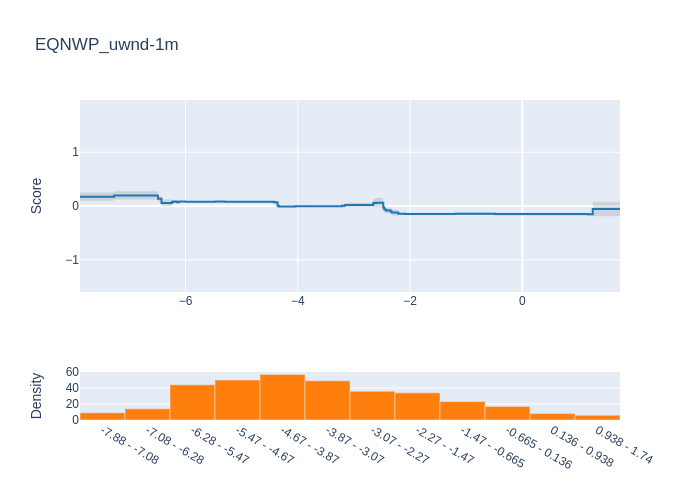 EQNWP_uwnd-1m
Score
1
0
−1
−6
−4
−2
0
Density
60
40
20
0
-7.88 - -7.08
-7.08 - -6.28
-6.28 - -5.47
-5.47 - -4.67
-4.67 - -3.87
-3.87 - -3.07
-3.07 - -2.27
-2.27 - -1.47
-1.47 - -0.665
-0.665 - 0.136
0.136 - 0.938
0.938 - 1.74